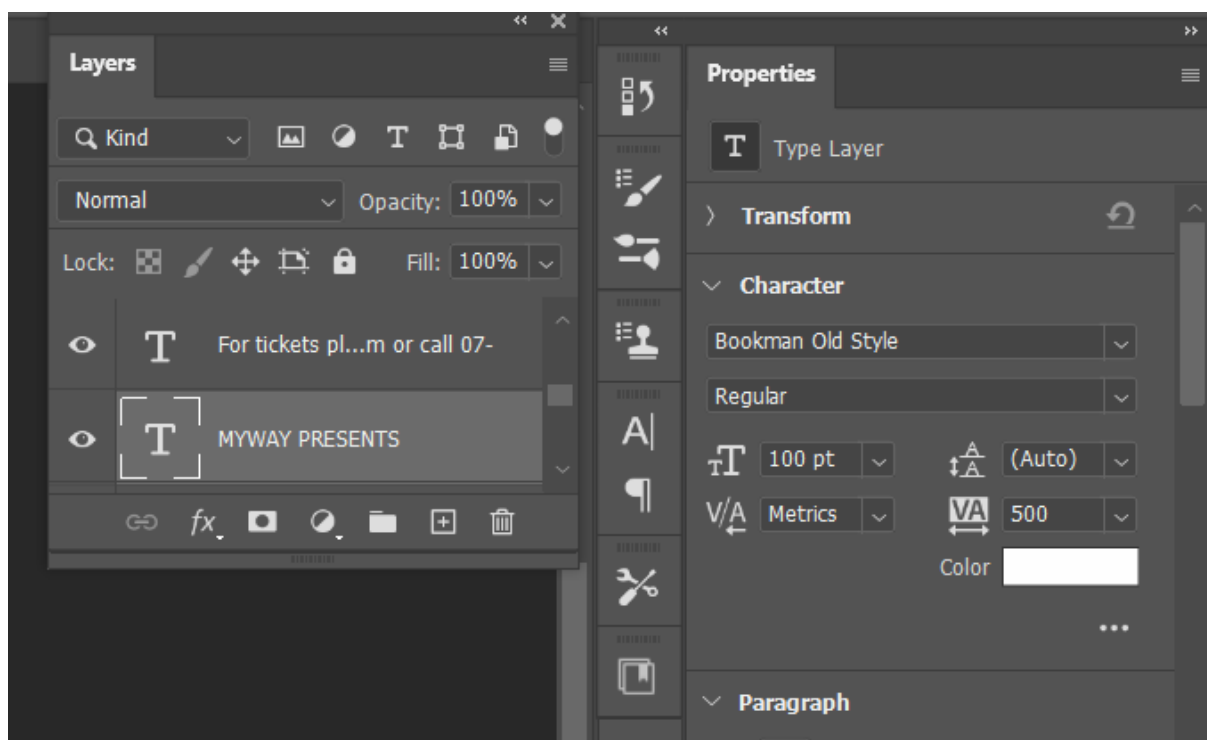 Layers
Kind
Normal
Opacity: 100%
Lock:
Fill: 100%
For tickets pl...m or call 07-
MYWAY PRESENTS
fx
Properties
T Type Layer
Transform
Character
Bookman Old Style
Regular
100 pt
(Auto)
Metrics
500
Color
Paragraph